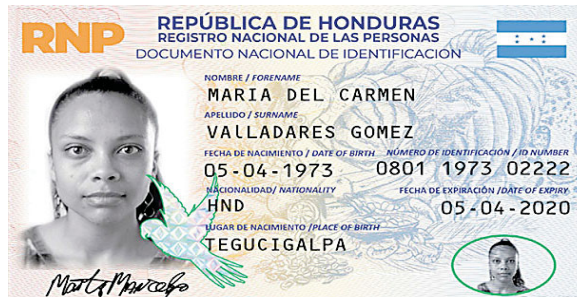 RNP
REPÚBLICA DE HONDURAS
REGISTRO NACIONAL DE LAS PERSONAS
DOCUMENTO NACIONAL DE IDENTIFICACION
NOMBRE / FORENAME
MARIA DEL CARMEN
APELLIDO / SURNAME
VALLADARES GOMEZ
FECHA DE NACIMIENTO / DATE OF BIRTH NÚMERO DE IDENTIFICACIÓN / ID NUMBER
05-04-1973 0801 1973 02222
NACIONALIDAD/ NATIONALITY FECHA DE EXPIRACIÓN /DATE OF EXPIRY
HND 05-04-2020
LUGAR DE NACIMIENTO /PLACE OF BIRTH
TEGUCIGALPA